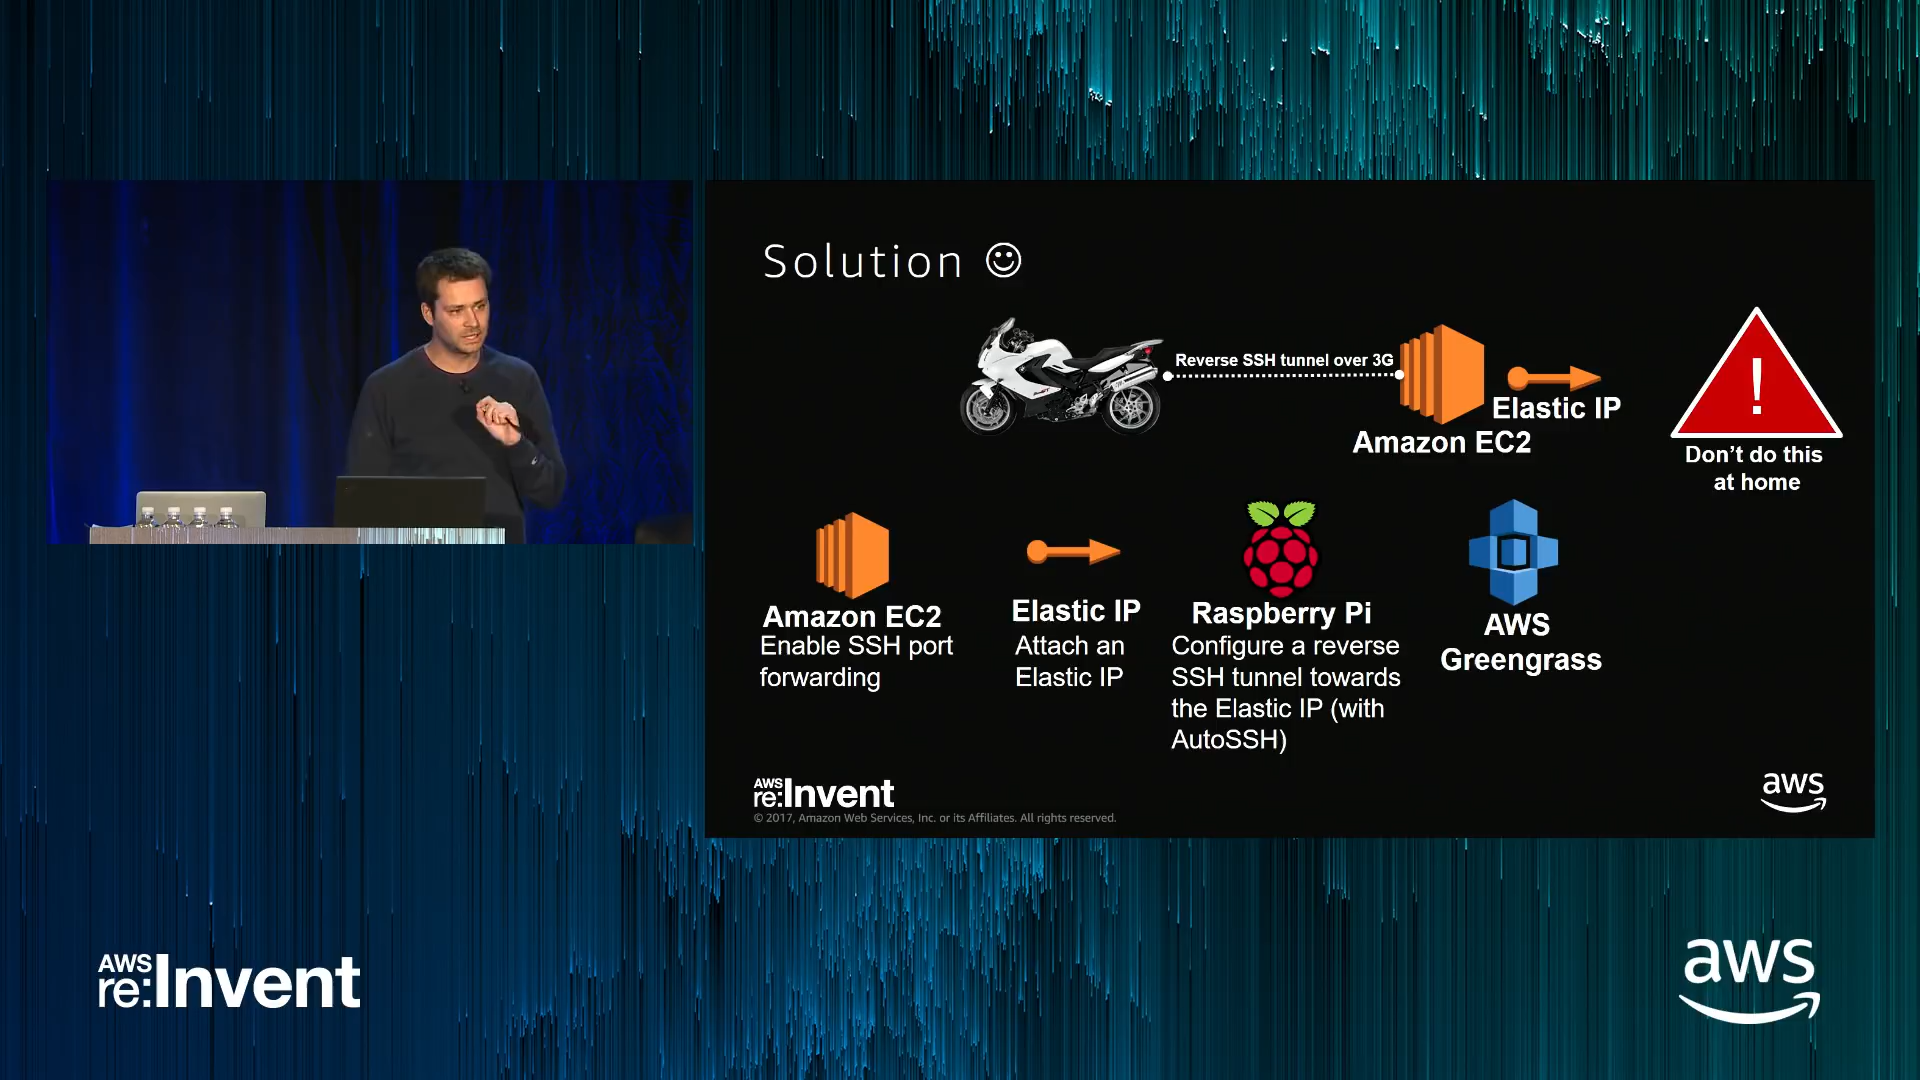 Solution
Reverse SSH tunnel over 3G
Elastic IP
Amazon EC2
!
Don't do this
at home
Amazon EC2
Enable SSH port
forwarding
Elastic IP
Attach an
Elastic IP
Raspberry Pi
Configure a reverse
SSH tunnel towards
the Elastic IP (with
AutoSSH)
AWS
Greengrass
AWS
re:Invent
© 2017, Amazon Web Services, Inc. or its Affiliates. All rights reserved.
aws
AWS
re:Invent
aws